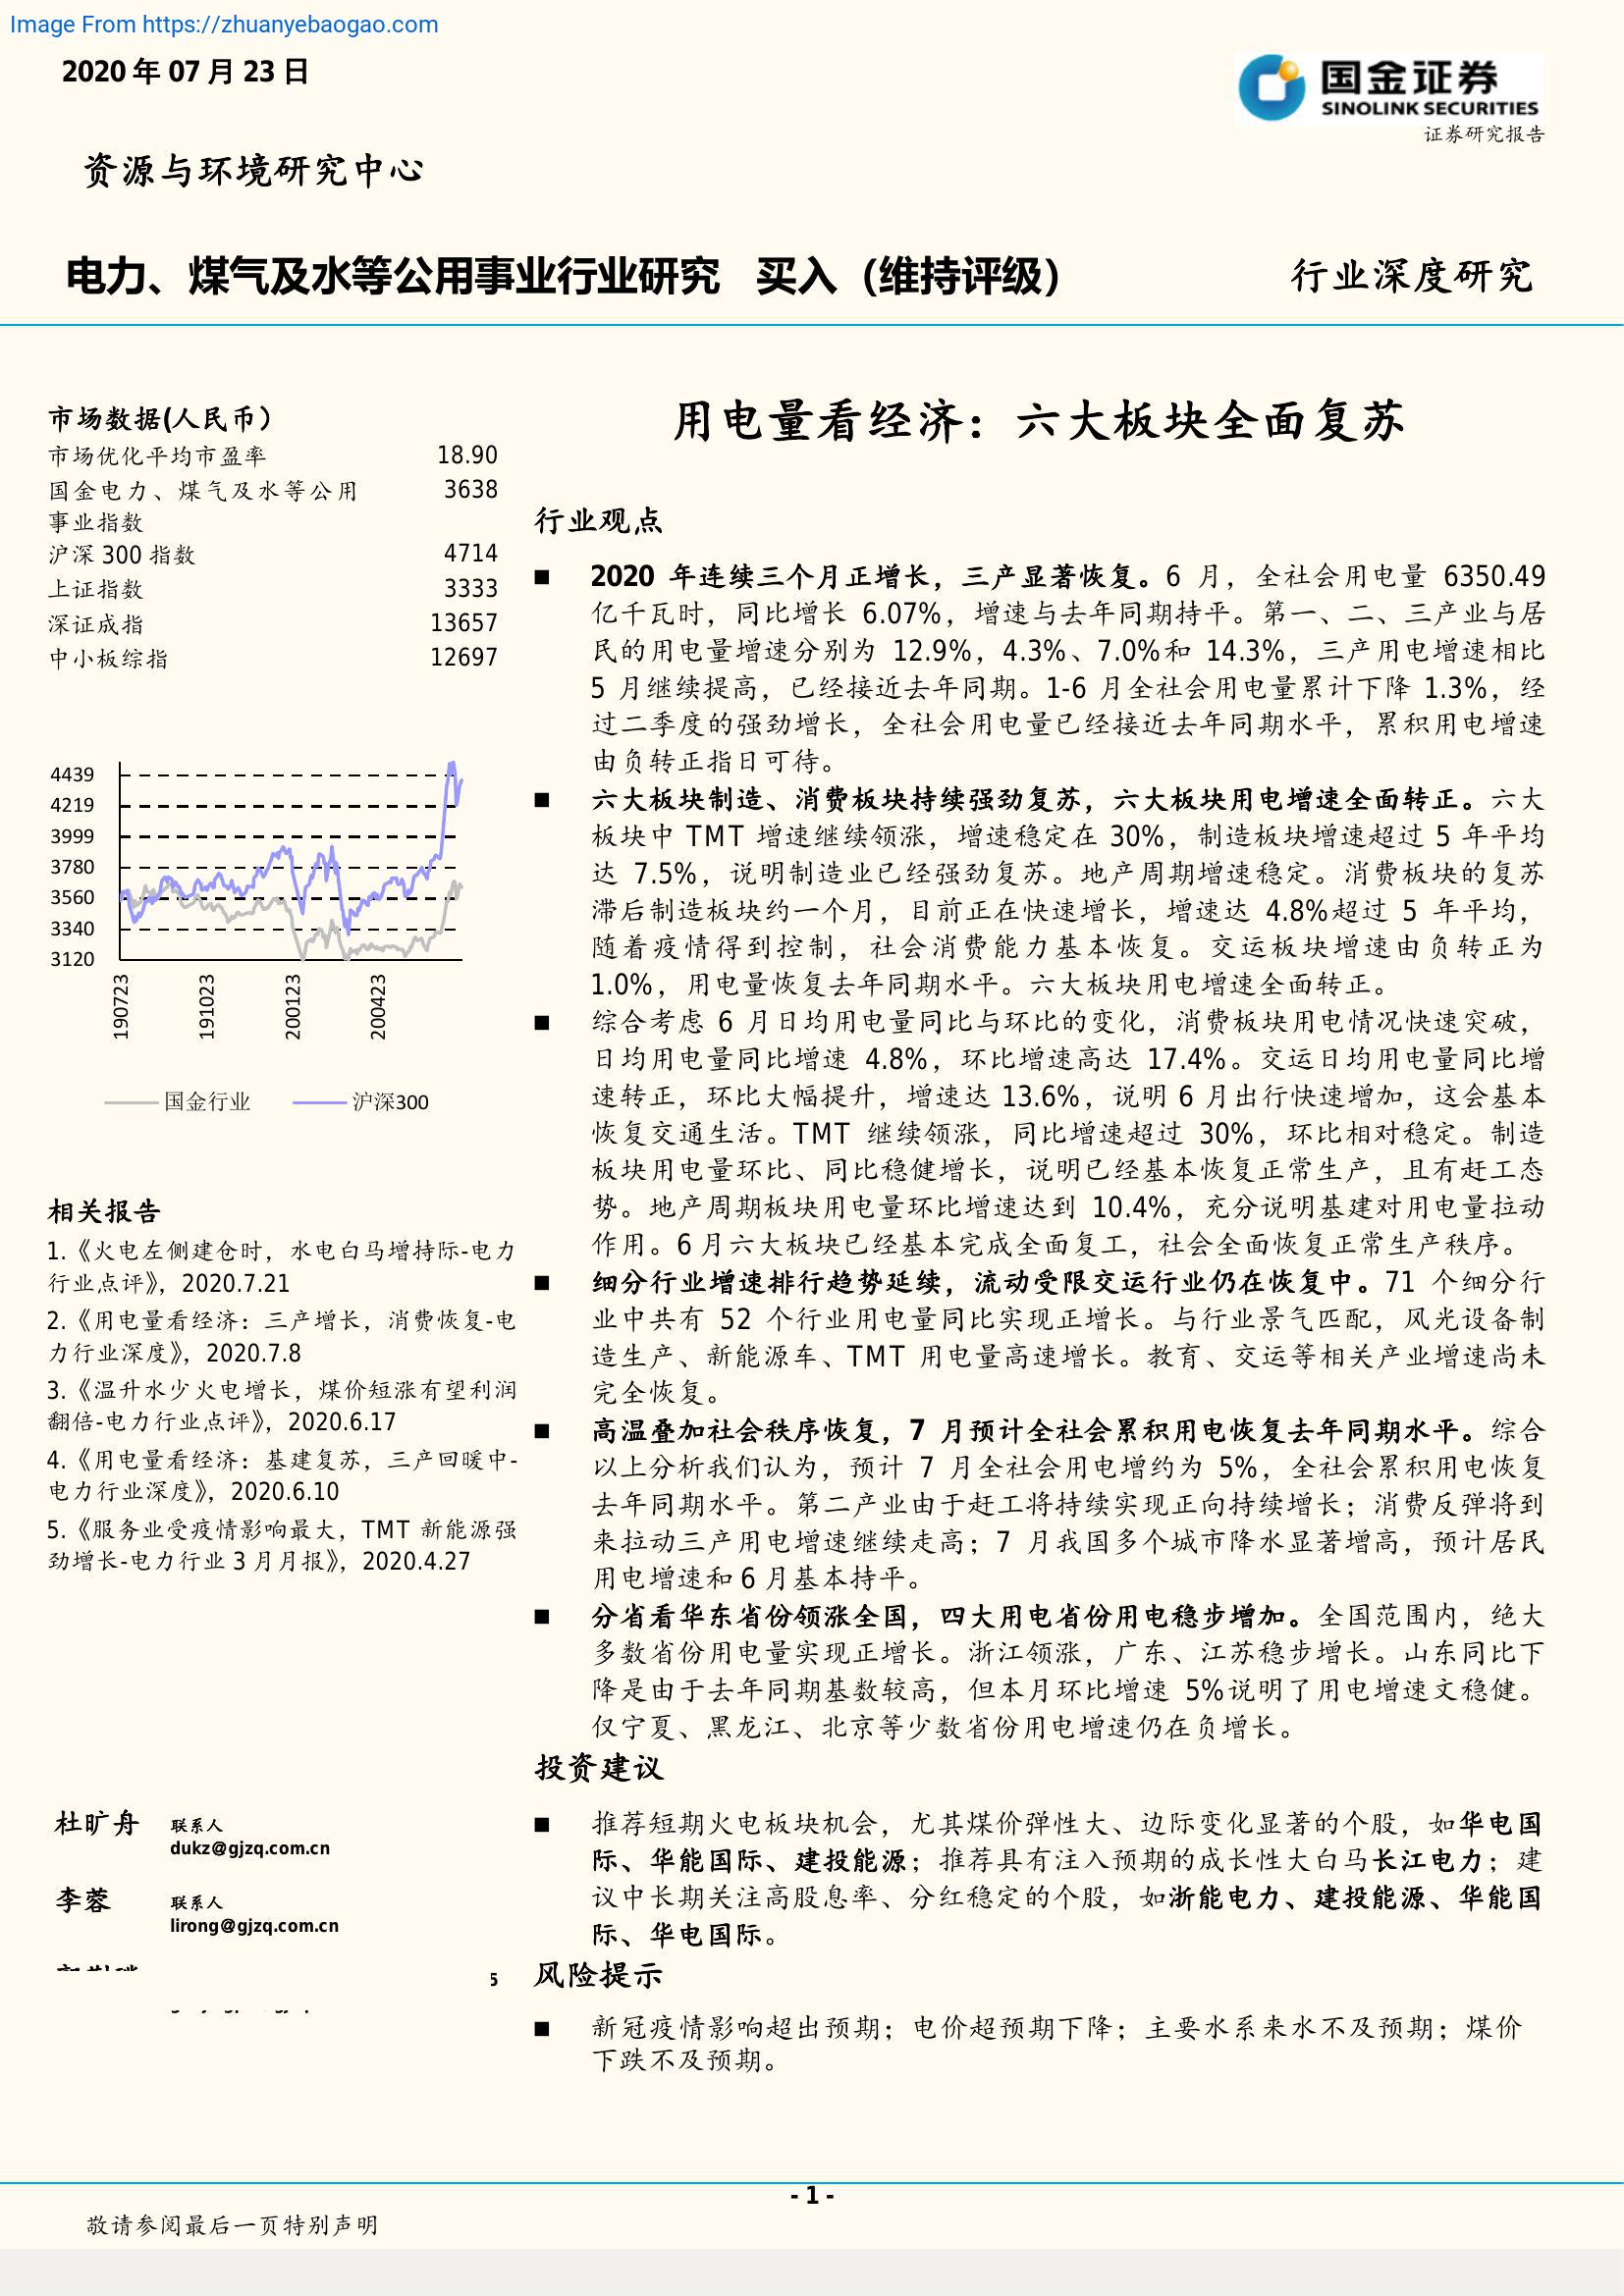 Image From https://zhuanyebaogao.com
2020 年 07 月 23 日
国金证券
SINOLINK SECURITIES
证券研究报告
资源与环境研究中心
电力、煤气及水等公用事业行业研究 买入（维持评级）
行业深度研究
市场数据(人民币）
市场优化平均市盈率 18.90
国金电力、煤气及水等公用 3638
事业指数
沪深 300 指数 4714
上证指数 3333
深证成指 13657
中小板综指 12697
4439
4219
3999
3780
3560
3340
3120
190723
191023
200123
200423
国金行业 沪深300
相关报告
1.《火电左侧建仓时，水电白马增持际-电力
行业点评》，2020.7.21
2.《用电量看经济：三产增长，消费恢复-电
力行业深度》，2020.7.8
3.《温升水少火电增长，煤价短涨有望利润
翻倍-电力行业点评》，2020.6.17
4.《用电量看经济：基建复苏，三产回暖中-
电力行业深度》，2020.6.10
5.《服务业受疫情影响最大，TMT 新能源强
劲增长-电力行业 3 月月报》，2020.4.27
杜旷舟 联系人
dukz@gjzq.com.cn
李蓉 联系人
lirong@gjzq.com.cn
5
用电量看经济：六大板块全面复苏
行业观点
■ 2020 年连续三个月正增长，三产显著恢复。6 月，全社会用电量 6350.49
亿千瓦时，同比增长 6.07%，增速与去年同期持平。第一、二、三产业与居
民的用电量增速分别为 12.9%，4.3%、7.0%和 14.3%，三产用电增速相比
5 月继续提高，已经接近去年同期。1-6 月全社会用电量累计下降 1.3%，经
过二季度的强劲增长，全社会用电量已经接近去年同期水平，累积用电增速
由负转正指日可待。
■ 六大板块制造、消费板块持续强劲复苏，六大板块用电增速全面转正。六大
板块中 TMT 增速继续领涨，增速稳定在 30%，制造板块增速超过 5 年平均
达 7.5%，说明制造业已经强劲复苏。地产周期增速稳定。消费板块的复苏
滞后制造板块约一个月，目前正在快速增长，增速达 4.8%超过 5 年平均，
随着疫情得到控制，社会消费能力基本恢复。交运板块增速由负转正为
1.0%，用电量恢复去年同期水平。六大板块用电增速全面转正。
■ 综合考虑 6 月日均用电量同比与环比的变化，消费板块用电情况快速突破，
日均用电量同比增速 4.8%，环比增速高达 17.4%。交运日均用电量同比增
速转正，环比大幅提升，增速达 13.6%，说明 6 月出行快速增加，这会基本
恢复交通生活。TMT 继续领涨，同比增速超过 30%，环比相对稳定。制造
板块用电量环比、同比稳健增长，说明已经基本恢复正常生产，且有赶工态
势。地产周期板块用电量环比增速达到 10.4%，充分说明基建对用电量拉动
作用。6 月六大板块已经基本完成全面复工，社会全面恢复正常生产秩序。
■ 细分行业增速排行趋势延续，流动受限交运行业仍在恢复中。71 个细分行
业中共有 52 个行业用电量同比实现正增长。与行业景气匹配，风光设备制
造生产、新能源车、TMT 用电量高速增长。教育、交运等相关产业增速尚未
完全恢复。
■ 高温叠加社会秩序恢复，7 月预计全社会累积用电恢复去年同期水平。综合
以上分析我们认为，预计 7 月全社会用电增约为 5%，全社会累积用电恢复
去年同期水平。第二产业由于赶工将持续实现正向持续增长；消费反弹将到
来拉动三产用电增速继续走高；7 月我国多个城市降水显著增高，预计居民
用电增速和 6 月基本持平。
■ 分省看华东省份领涨全国，四大用电省份用电稳步增加。全国范围内，绝大
多数省份用电量实现正增长。浙江领涨，广东、江苏稳步增长。山东同比下
降是由于去年同期基数较高，但本月环比增速 5%说明了用电增速文稳健。
仅宁夏、黑龙江、北京等少数省份用电增速仍在负增长。
投资建议
■ 推荐短期火电板块机会，尤其煤价弹性大、边际变化显著的个股，如华电国
际、华能国际、建投能源；推荐具有注入预期的成长性大白马长江电力；建
议中长期关注高股息率、分红稳定的个股，如浙能电力、建投能源、华能国
际、华电国际。
风险提示
■ 新冠疫情影响超出预期；电价超预期下降；主要水系来水不及预期；煤价
下跌不及预期。
- 1 -
敬请参阅最后一页特别声明